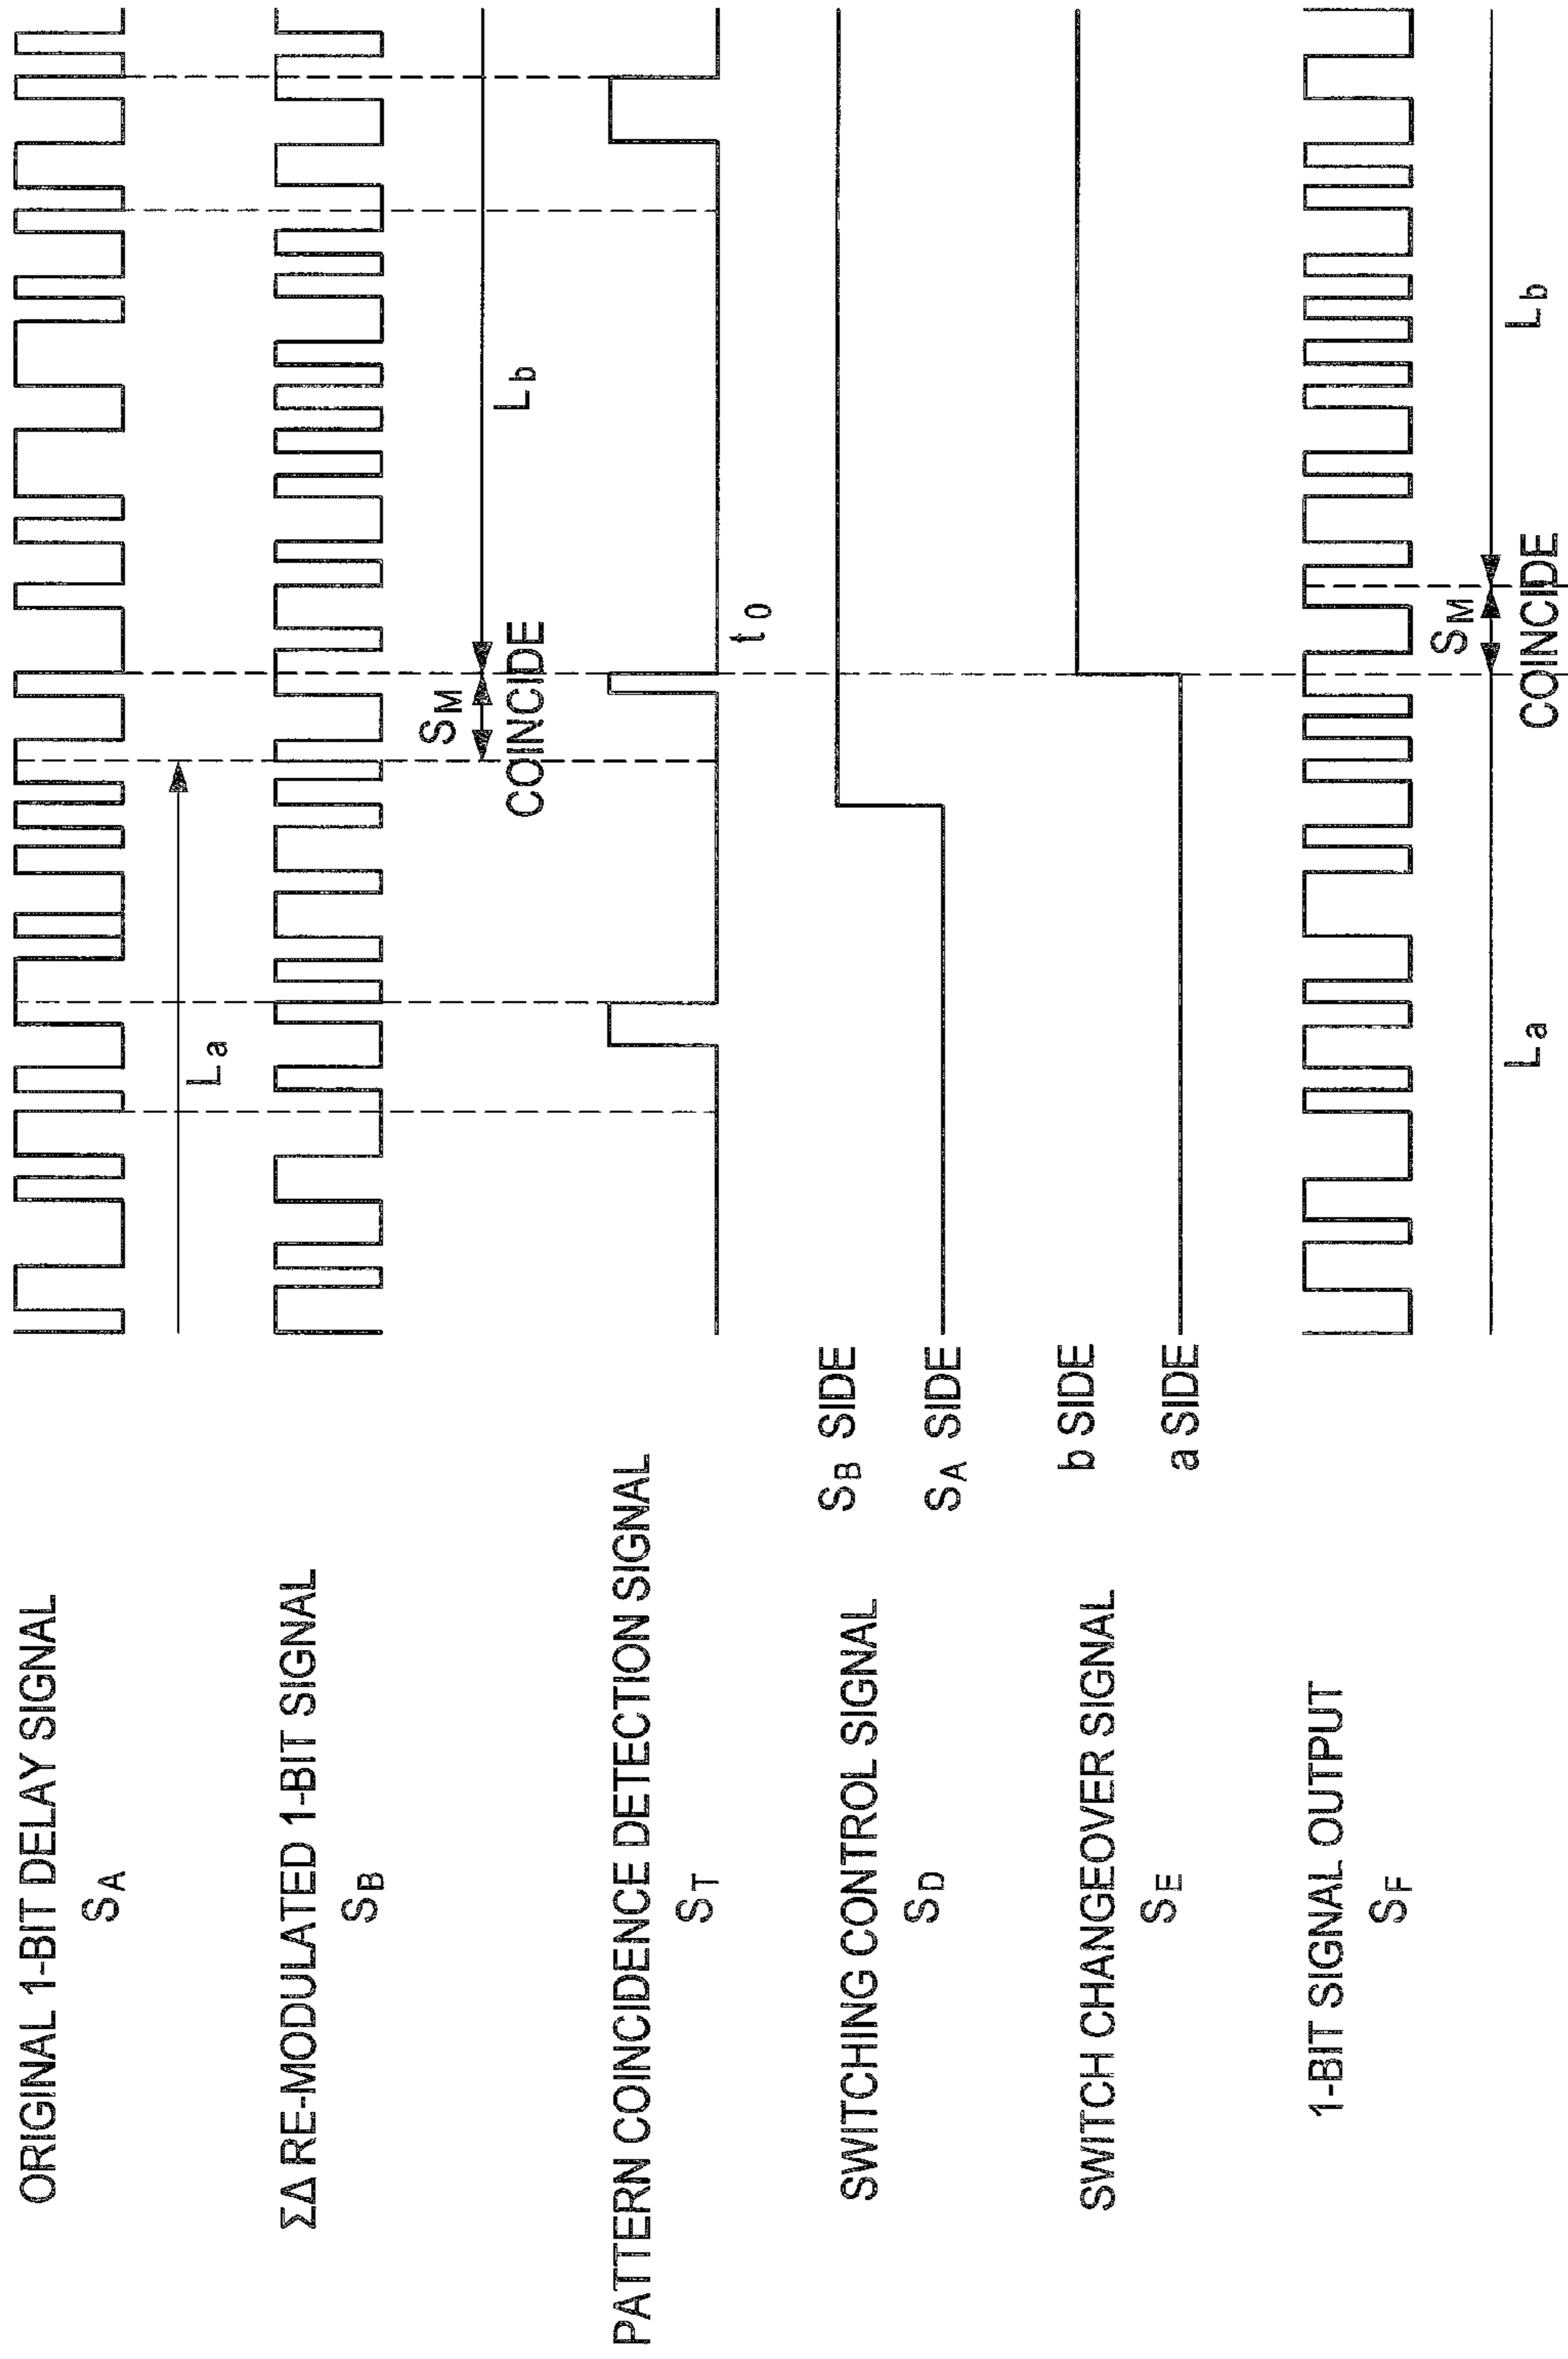 ORIGINAL 1-BIT DELAY SIGNAL
SA
La
ΣΔ RE-MODULATED 1-BIT SIGNAL
SB
SM
COINCIDE
Lb
PATTERN COINCIDENCE DETECTION SIGNAL
ST
t0
SWITCHING CONTROL SIGNAL
SD
SB SIDE
SA SIDE
SWITCH CHANGEOVER SIGNAL
SE
b SIDE
a SIDE
1-BIT SIGNAL OUTPUT
SF
La
SM
COINCIDE
Lb